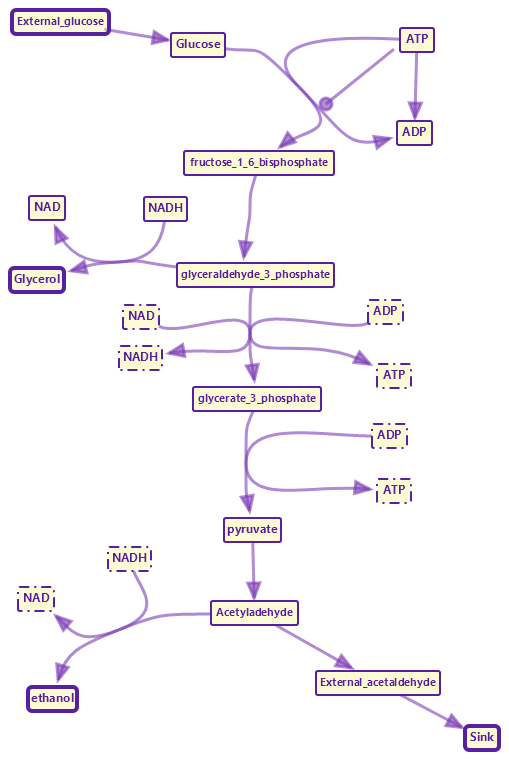 External_glucose
Glucose
ATP
ADP
fructose_1_6_bisphosphate
NAD
NADH
glyceraldehyde_3_phosphate
Glycerol
NAD
ADP
NADH
ATP
glycerate_3_phosphate
ADP
ATP
pyruvate
NADH
NAD
Acetyladehyde
External_acetaldehyde
ethanol
Sink